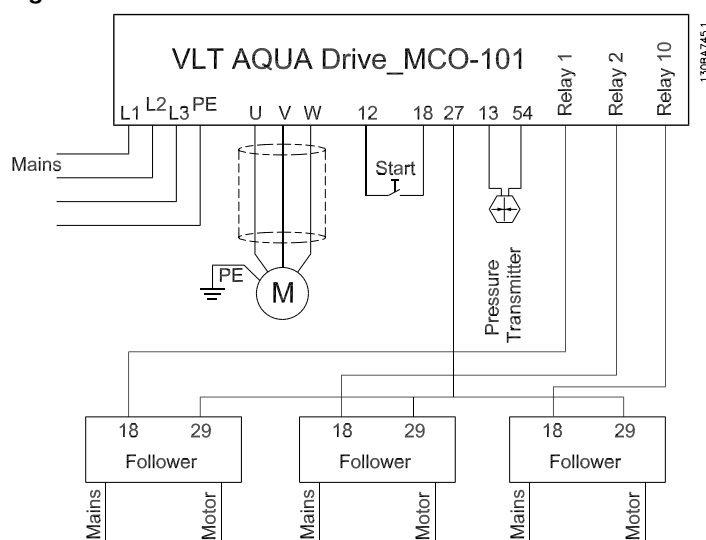 VLT AQUA Drive_MCO-101
Relay 1
Relay 2
Relay 10
130BA745.1
L1 L2 L3 PE U V W 12 18 27 13 54
Mains
Start
PE
M
Pressure
Transmitter
18 29
Follower
Mains
Motor
18 29
Follower
Mains
Motor
18 29
Follower
Mains
Motor